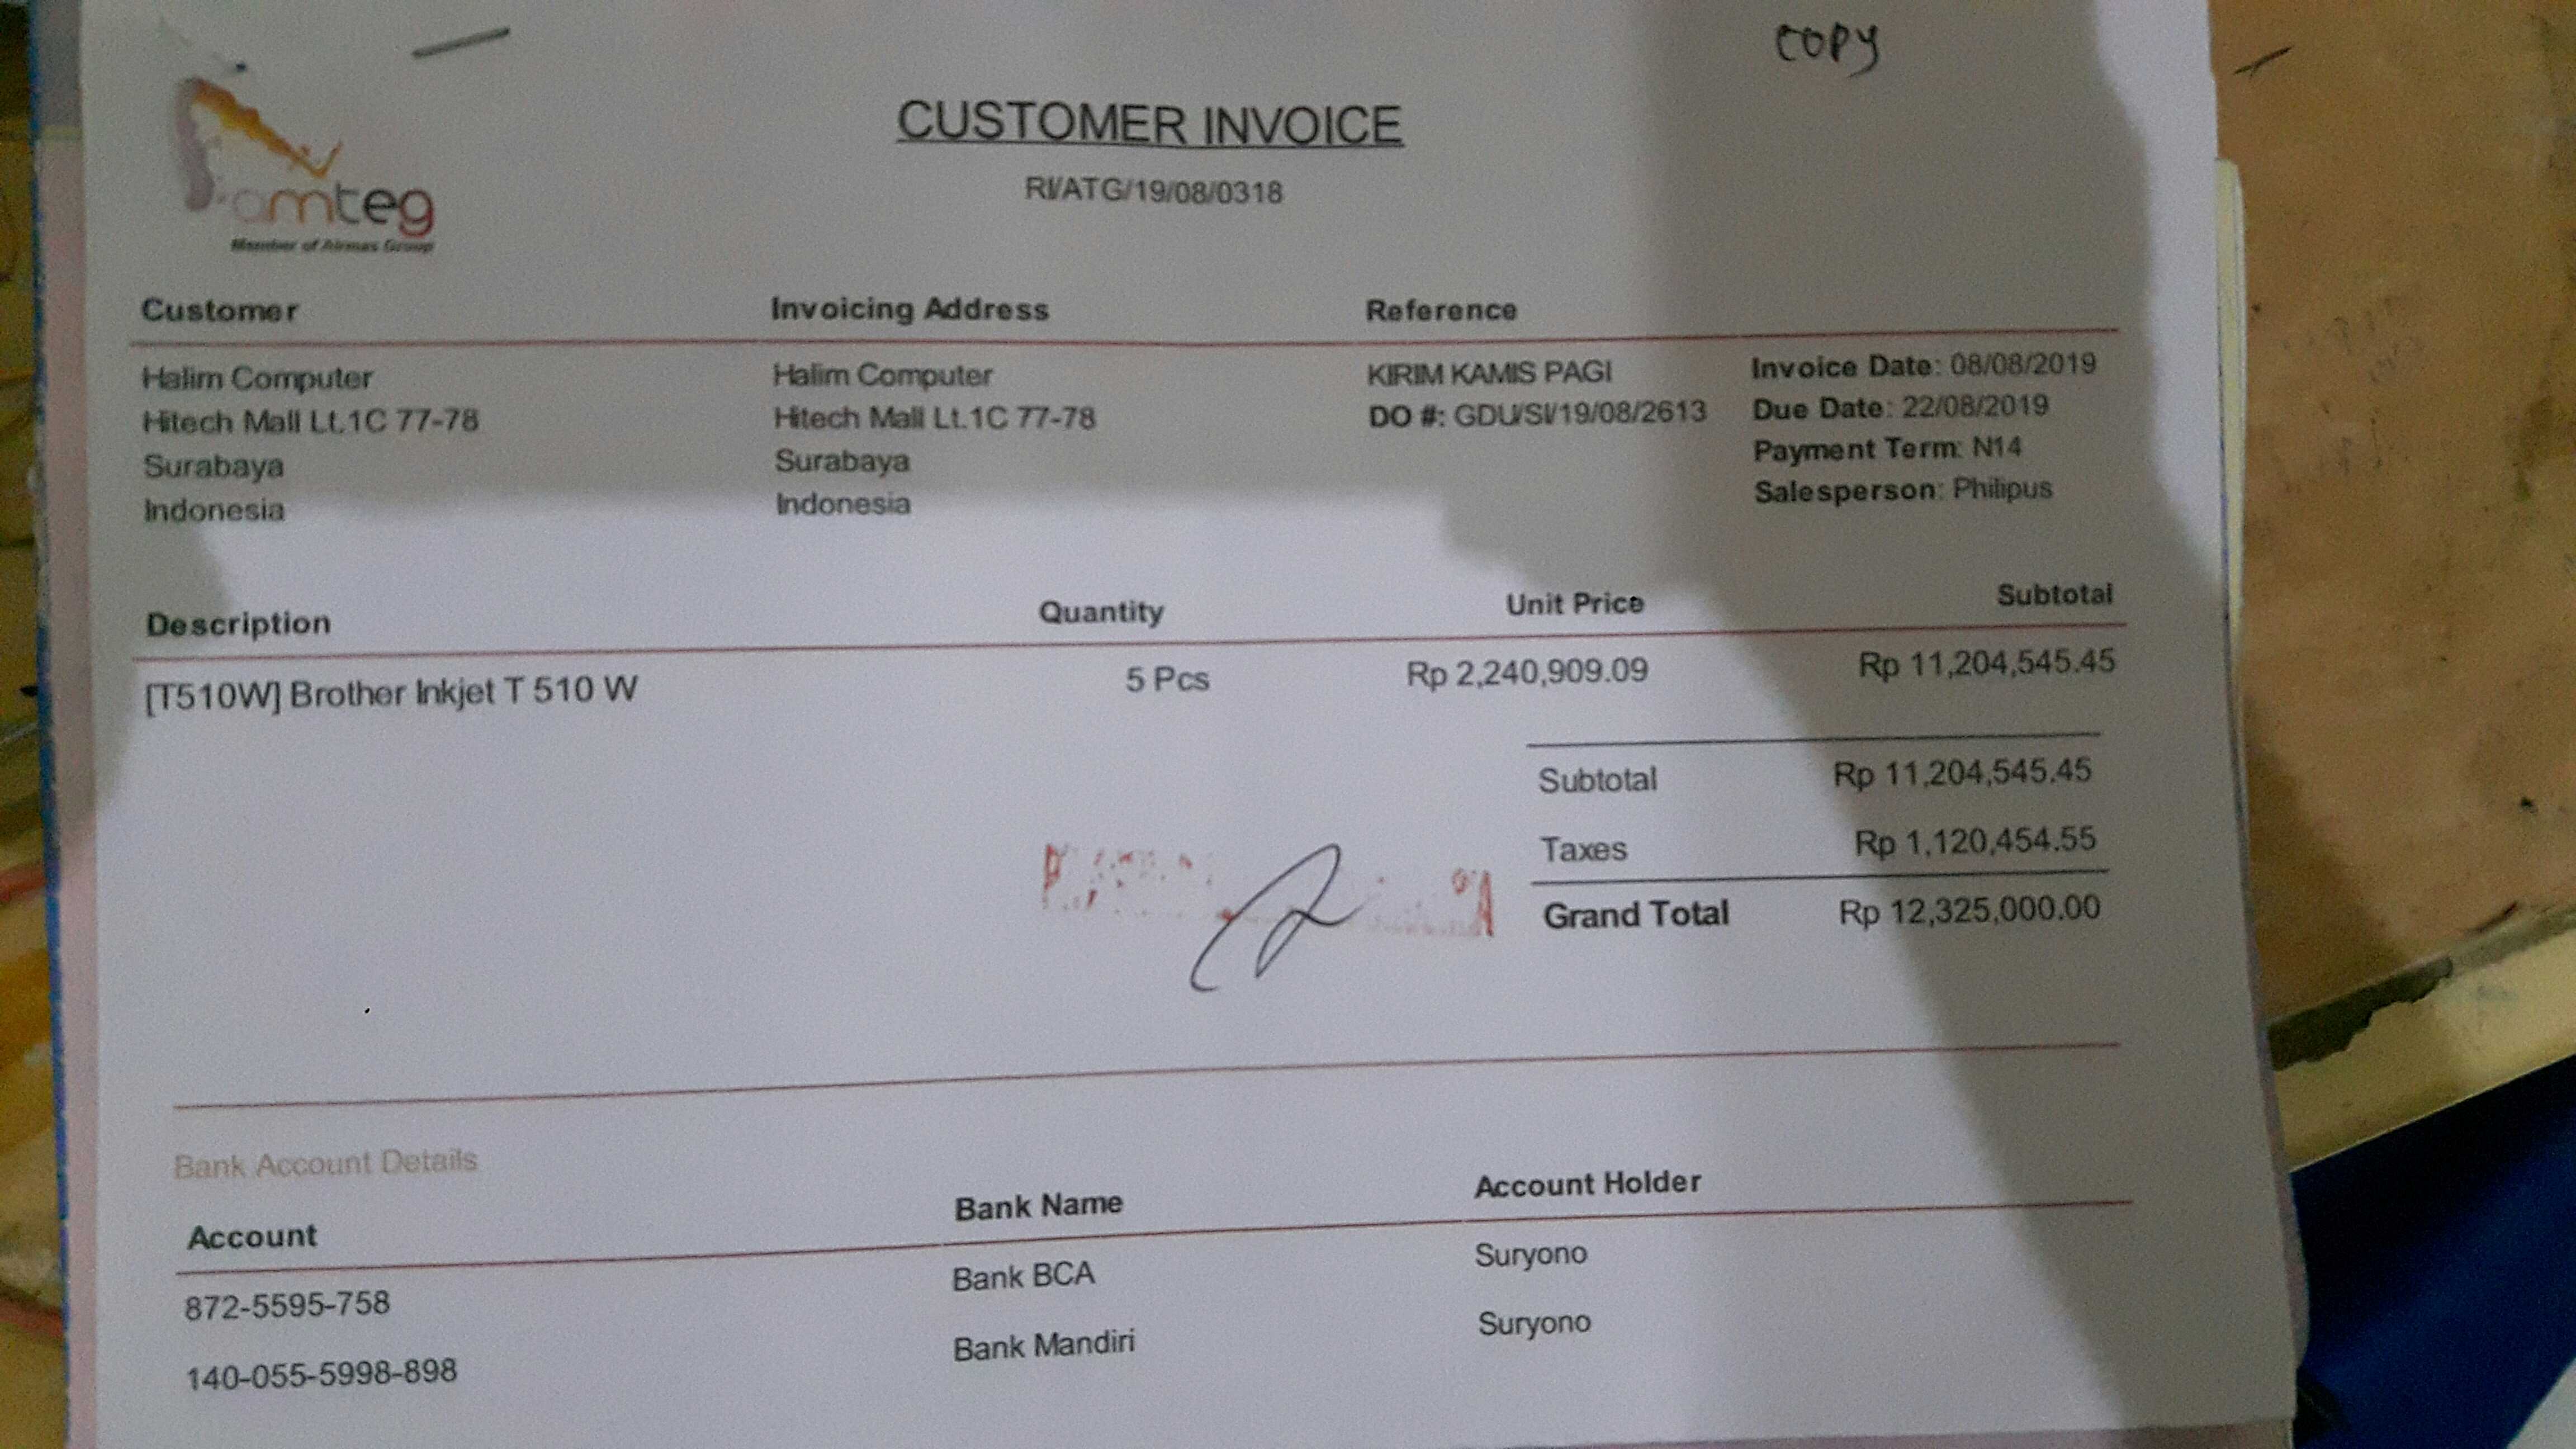 copy
amteg
Member of Airmas Group
CUSTOMER INVOICE
RI/ATG/19/08/0318
Customer Invoicing Address Reference
Halim Computer Halim Computer KIRIM KAMIS PAGI Invoice Date: 08/08/2019
Hitech Mall Lt.1C 77-78 Hitech Mall Lt.1C 77-78 DO #: GDU/SI/19/08/2613 Due Date: 22/08/2019
Surabaya Surabaya Payment Term: N14
Indonesia Indonesia Salesperson: Philipus
Description Quantity Unit Price Subtotal
[T510W] Brother Inkjet T 510 W 5 Pcs Rp 2,240,909.09 Rp 11,204,545.45
Subtotal Rp 11,204,545.45
Taxes Rp 1,120,454.55
Grand Total Rp 12,325,000.00
Bank Account Details
Account Bank Name Account Holder
872-5595-758 Bank BCA Suryono
140-055-5998-898 Bank Mandiri Suryono